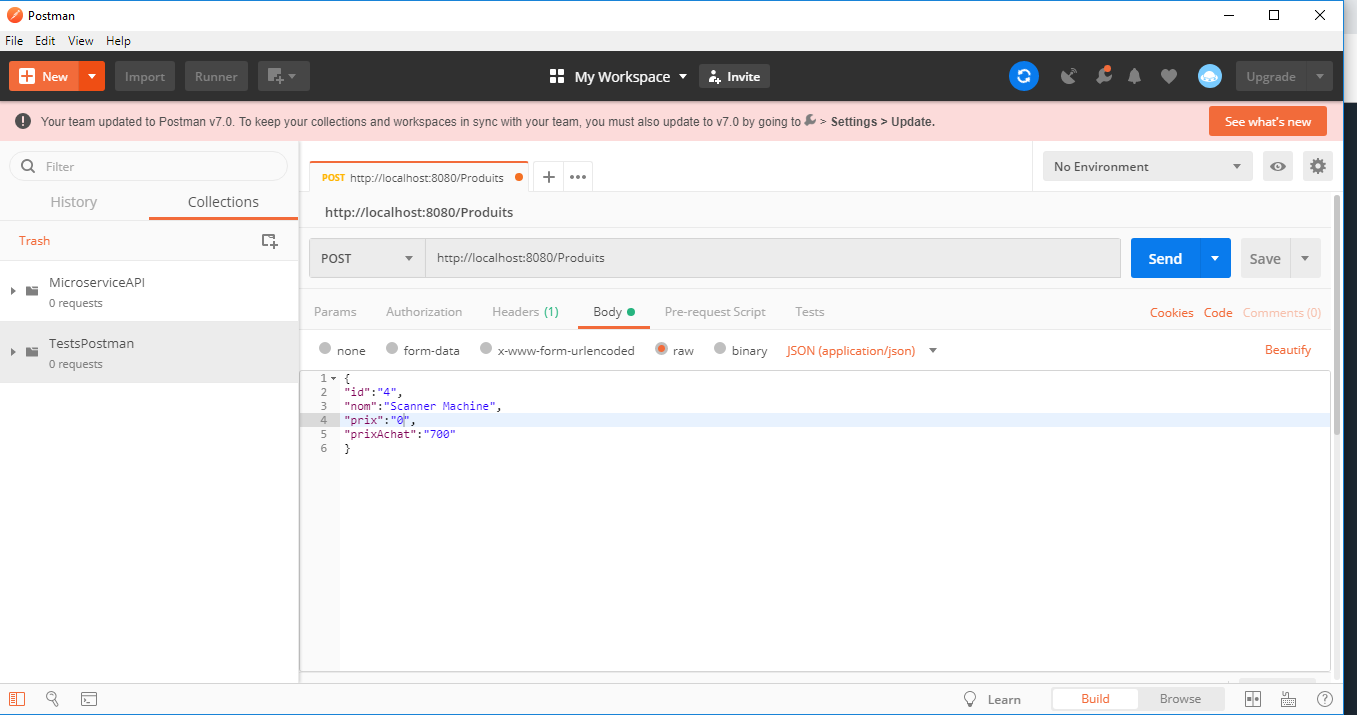 Postman
File Edit View Help
New Import Runner My Workspace Invite Upgrade
Your team updated to Postman v7.0. To keep your collections and workspaces in sync with your team, you must also update to v7.0 by going to > Settings > Update. See what's new
Filter
History Collections
Trash
MicroserviceAPI
0 requests
TestsPostman
0 requests
POST http://localhost:8080/Produits
No Environment
http://localhost:8080/Produits
POST http://localhost:8080/Produits Send Save
Params Authorization Headers (1) Body Pre-request Script Tests Cookies Code Comments (0)
none form-data x-www-form-urlencoded raw binary JSON (application/json) Beautify
1 {
2 "id":"4",
3 "nom":"Scanner Machine",
4 "prix":"0",
5 "prixAchat":"700"
6 }
Learn Build Browse